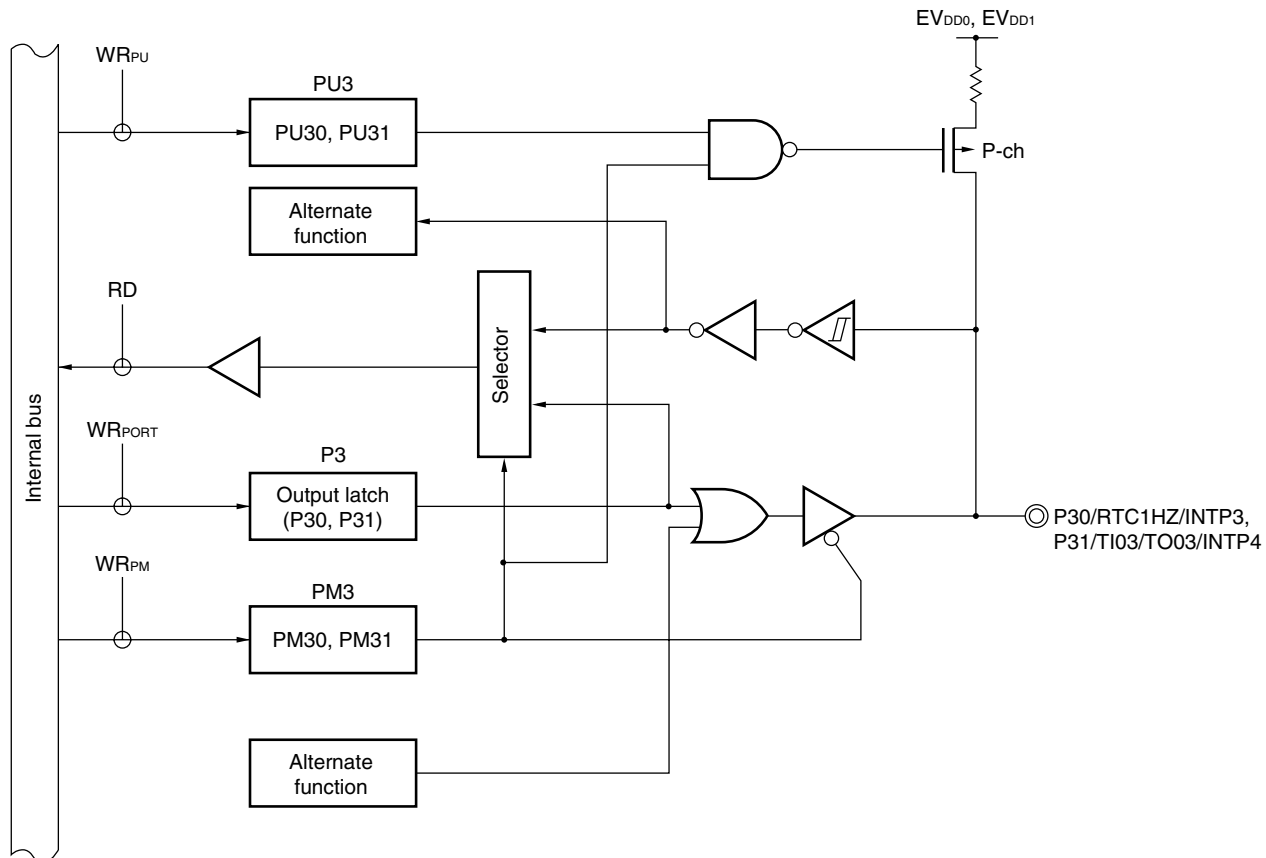 EVDD0, EVDD1
WRPU
PU3
PU30, PU31
P-ch
Alternate
function
RD
Selector
Internal bus
WRPORT
P3
Output latch
(P30, P31)
P30/RTC1HZ/INTP3,
P31/TI03/TO03/INTP4
WRPM
PM3
PM30, PM31
Alternate
function